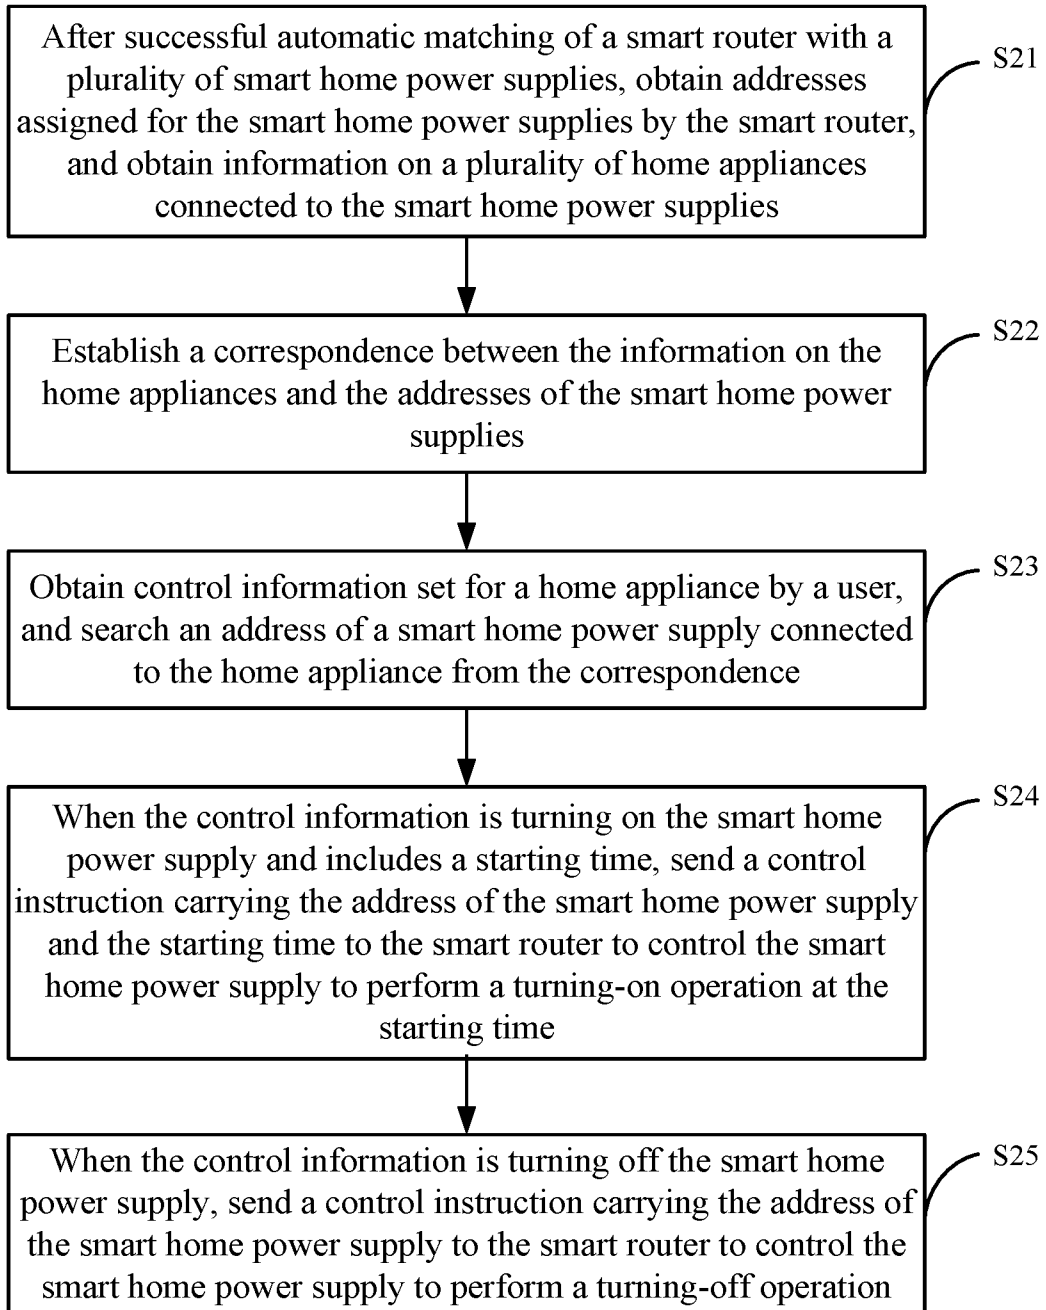 After successful automatic matching of a smart router with a
plurality of smart home power supplies, obtain addresses
assigned for the smart home power supplies by the smart router,
and obtain information on a plurality of home appliances
connected to the smart home power supplies
S21
Establish a correspondence between the information on the
home appliances and the addresses of the smart home power
supplies
S22
Obtain control information set for a home appliance by a user,
and search an address of a smart home power supply connected
to the home appliance from the correspondence
S23
When the control information is turning on the smart home
power supply and includes a starting time, send a control
instruction carrying the address of the smart home power supply
and the starting time to the smart router to control the smart
home power supply to perform a turning-on operation at the
starting time
S24
When the control information is turning off the smart home
power supply, send a control instruction carrying the address of
the smart home power supply to the smart router to control the
smart home power supply to perform a turning-off operation
S25